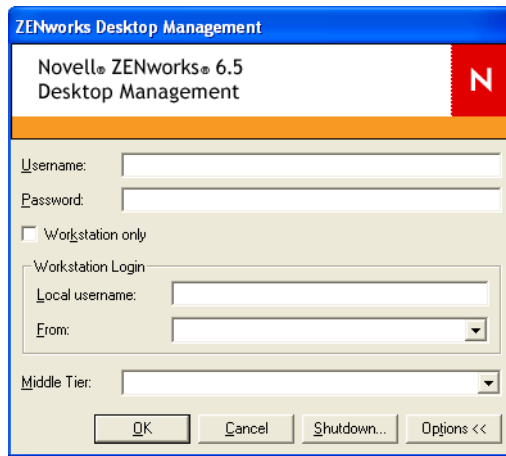 ZENworks Desktop Management
Novell® ZENworks® 6.5
Desktop Management
N
Username:
Password:
Workstation only
Workstation Login
Local username:
From:
Middle Tier:
OK Cancel Shutdown... Options <<